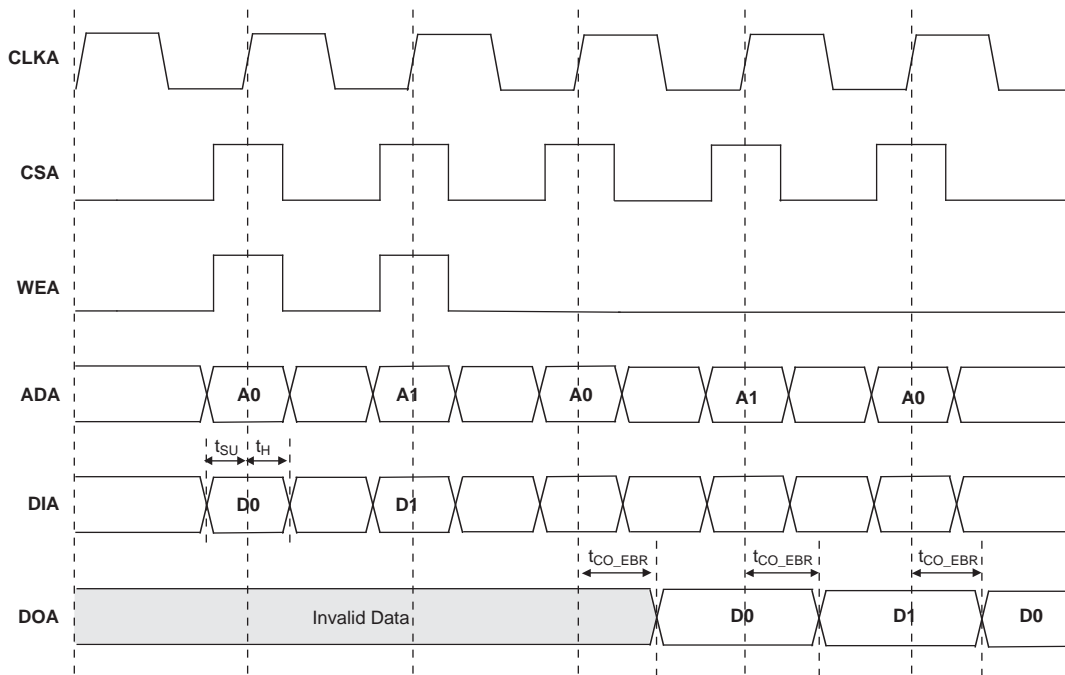 CLKA
CSA
WEA
ADA A0 A1 A0 A1 A0
tSU tH
DIA D0 D1
tCO_EBR tCO_EBR tCO_EBR
DOA Invalid Data D0 D1 D0